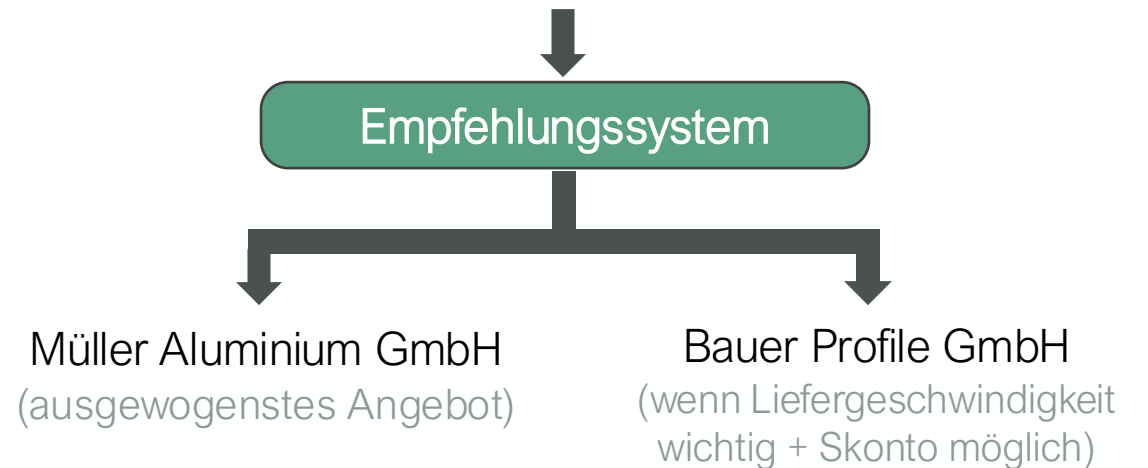 Empfehlungssystem
Müller Aluminium GmbH
(ausgewogenstes Angebot)
Bauer Profile GmbH
(wenn Liefergeschwindigkeit
wichtig + Skonto möglich)